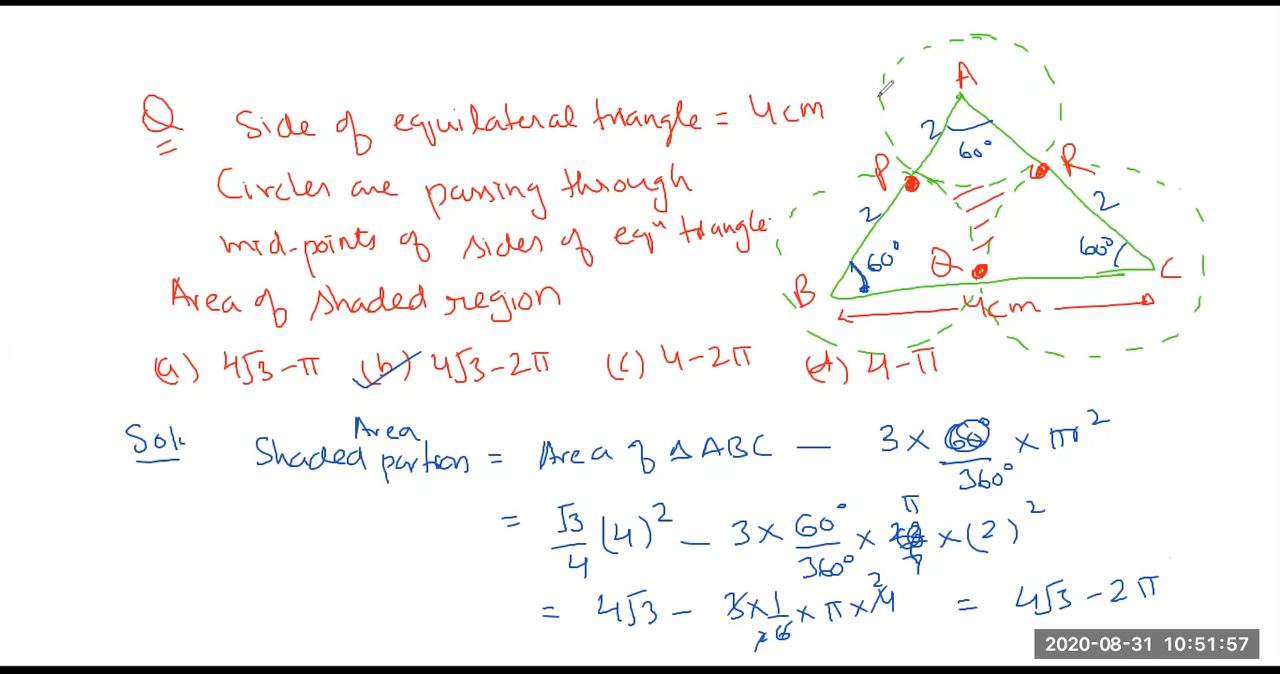 Q Side of equilateral triangle = 4cm
Circles are passing through
mid-points of sides of eqⁿ triangle.
Area of shaded region
(a) 4√3-π (b) 4√3-2π (c) 4-2π (d) 4-π
A
2
60°
P
R
2
2
60°
60°
Q
B
C
4cm
Sol.
Area
Shaded portion = Area of ΔABC - 3 × 60°/360° × πr²
= √3/4 (4)² - 3 × 60°/360° × π × (2)²
= 4√3 - 3×1/6 × π × 4 = 4√3 - 2π
2020-08-31 10:51:57